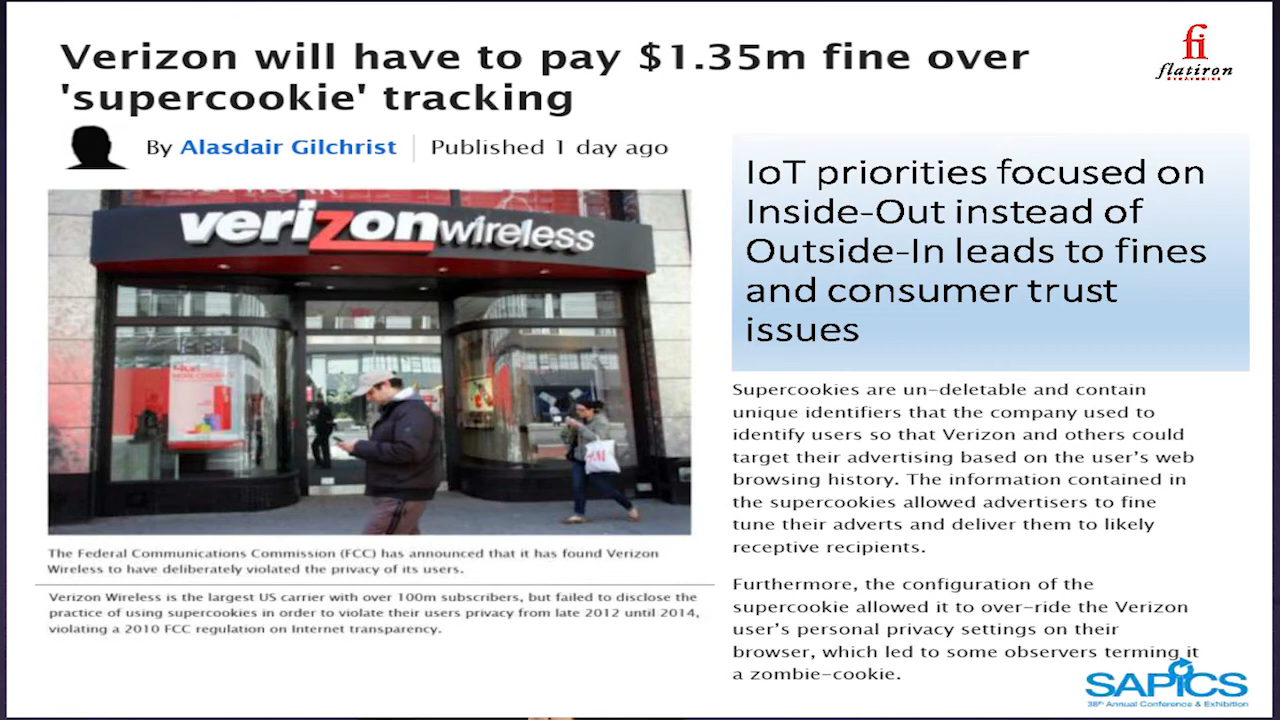 Verizon will have to pay $1.35m fine over
'supercookie' tracking
fi
flatiron
By Alasdair Gilchrist
Published 1 day ago
verizon wireless
H&M
The Federal Communications Commission (FCC) has announced that it has found Verizon
Wireless to have deliberately violated the privacy of its users.
Verizon Wireless is the largest US carrier with over 100m subscribers, but failed to disclose the
practice of using supercookies in order to violate their users privacy from late 2012 until 2014,
violating a 2010 FCC regulation on Internet transparency.
IoT priorities focused on
Inside-Out instead of
Outside-In leads to fines
and consumer trust
issues
Supercookies are un-deletable and contain
unique identifiers that the company used to
identify users so that Verizon and others could
target their advertising based on the user's web
browsing history. The information contained in
the supercookies allowed advertisers to fine
tune their adverts and deliver them to likely
receptive recipients.
Furthermore, the configuration of the
supercookie allowed it to over-ride the Verizon
user's personal privacy settings on their
browser, which led to some observers terming it
a zombie-cookie.
SAPICS
38th Annual Conference & Exhibition